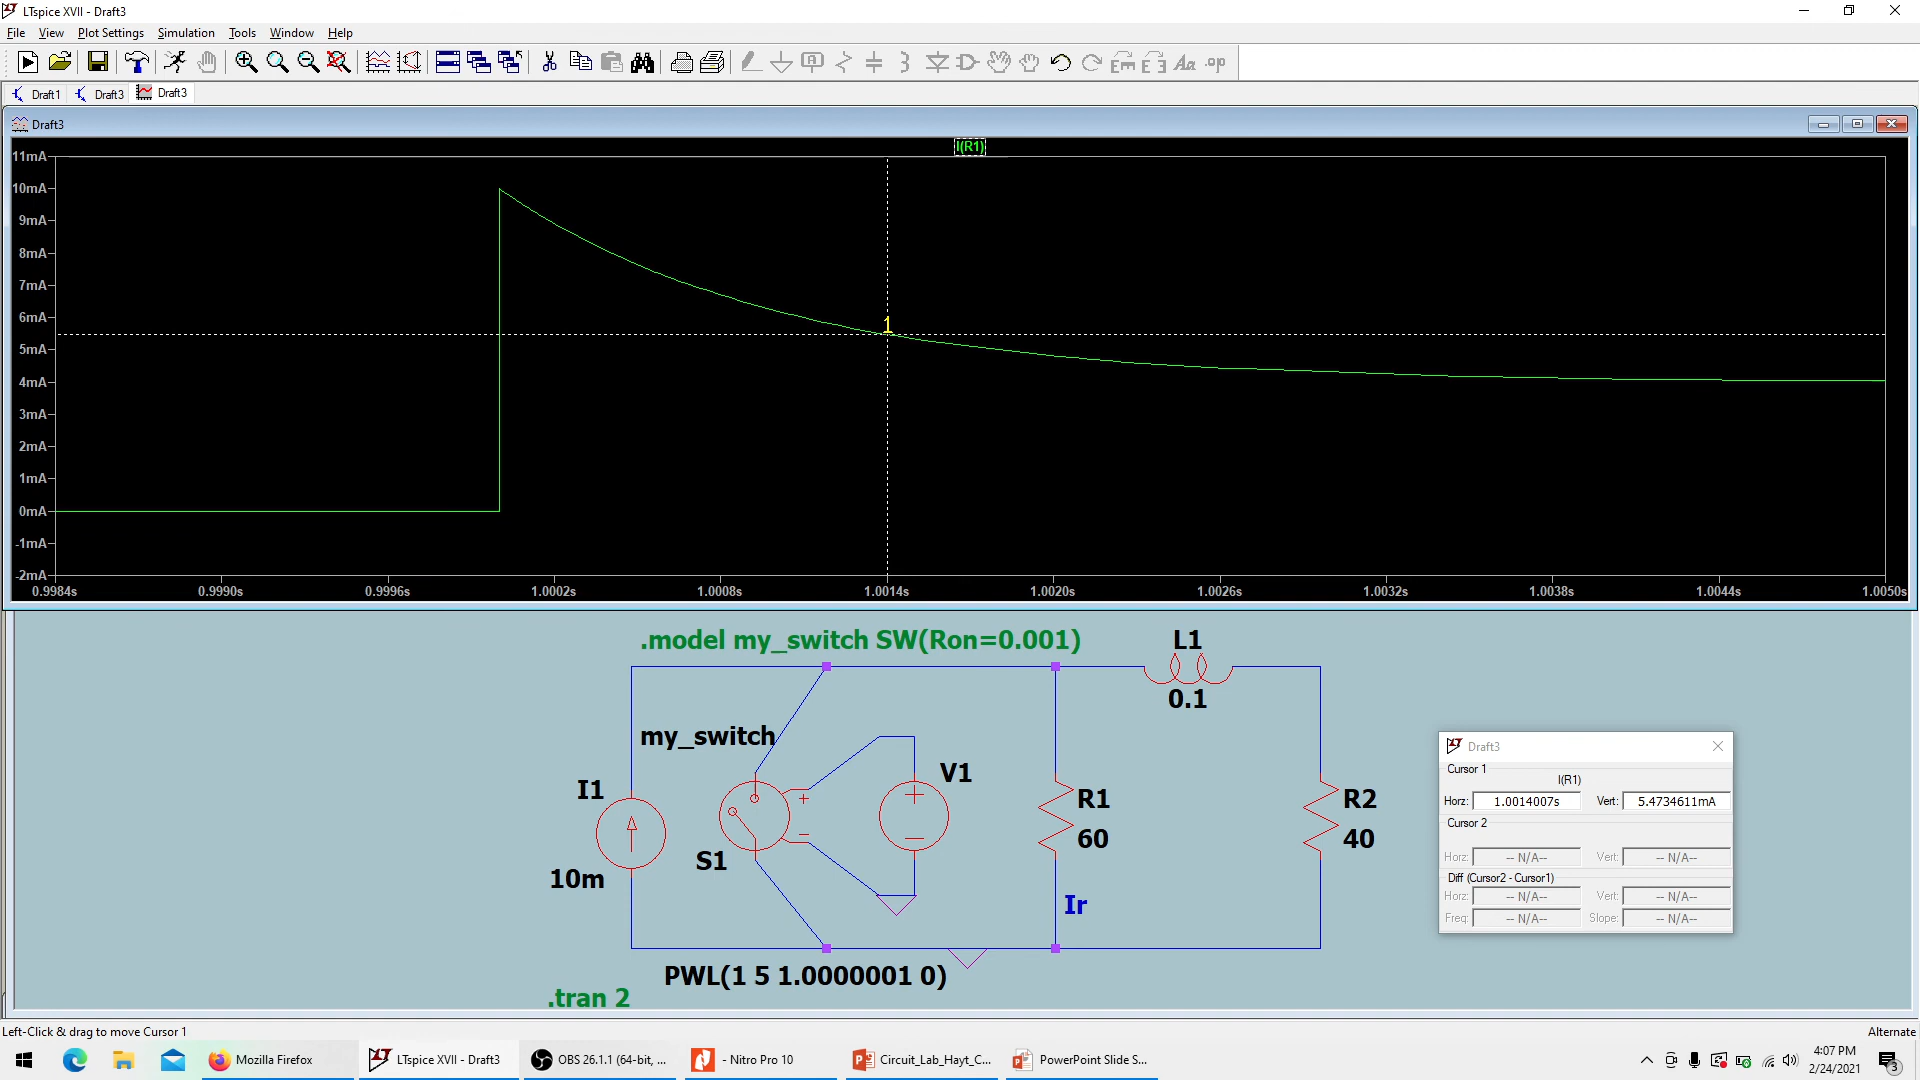 LTspice XVII - Draft3
File View Plot Settings Simulation Tools Window Help
Draft1 Draft3 Draft3
Draft3
I(R1)
11mA
10mA
9mA
8mA
7mA
6mA
5mA
4mA
3mA
2mA
1mA
0mA
-1mA
-2mA
1
0.9984s 0.9990s 0.9996s 1.0002s 1.0008s 1.0014s 1.0020s 1.0026s 1.0032s 1.0038s 1.0044s 1.0050s
.model my_switch SW(Ron=0.001)
L1
0.1
my_switch
V1
I1
10m
S1
R1
60
R2
40
Ir
PWL(1 5 1.0000001 0)
.tran 2
Draft3
Cursor 1
I(R1)
Horz: 1.0014007s Vert: 5.4734611mA
Cursor 2
Horz: -- N/A-- Vert: -- N/A--
Diff (Cursor2 - Cursor1)
Horz: -- N/A-- Vert: -- N/A--
Freq: -- N/A-- Slope: -- N/A--
Left-Click & drag to move Cursor 1
Alternate
Mozilla Firefox
LTspice XVII - Draft3
OBS 26.1.1 (64-bit, ...
- Nitro Pro 10
Circuit_Lab_Hayt_C...
PowerPoint Slide S...
4:07 PM
2/24/2021
3